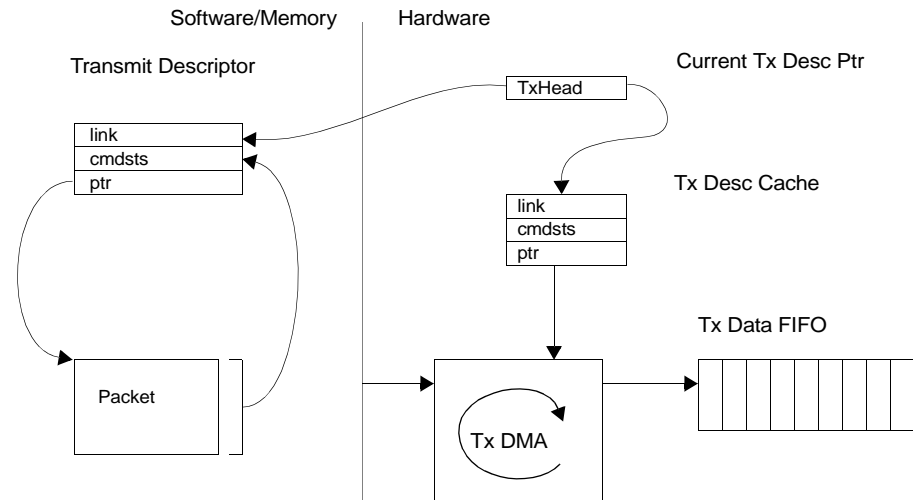 Software/Memory
Hardware
Transmit Descriptor
Current Tx Desc Ptr
TxHead
link
cmdsts
ptr
Tx Desc Cache
link
cmdsts
ptr
Tx Data FIFO
Packet
Tx DMA